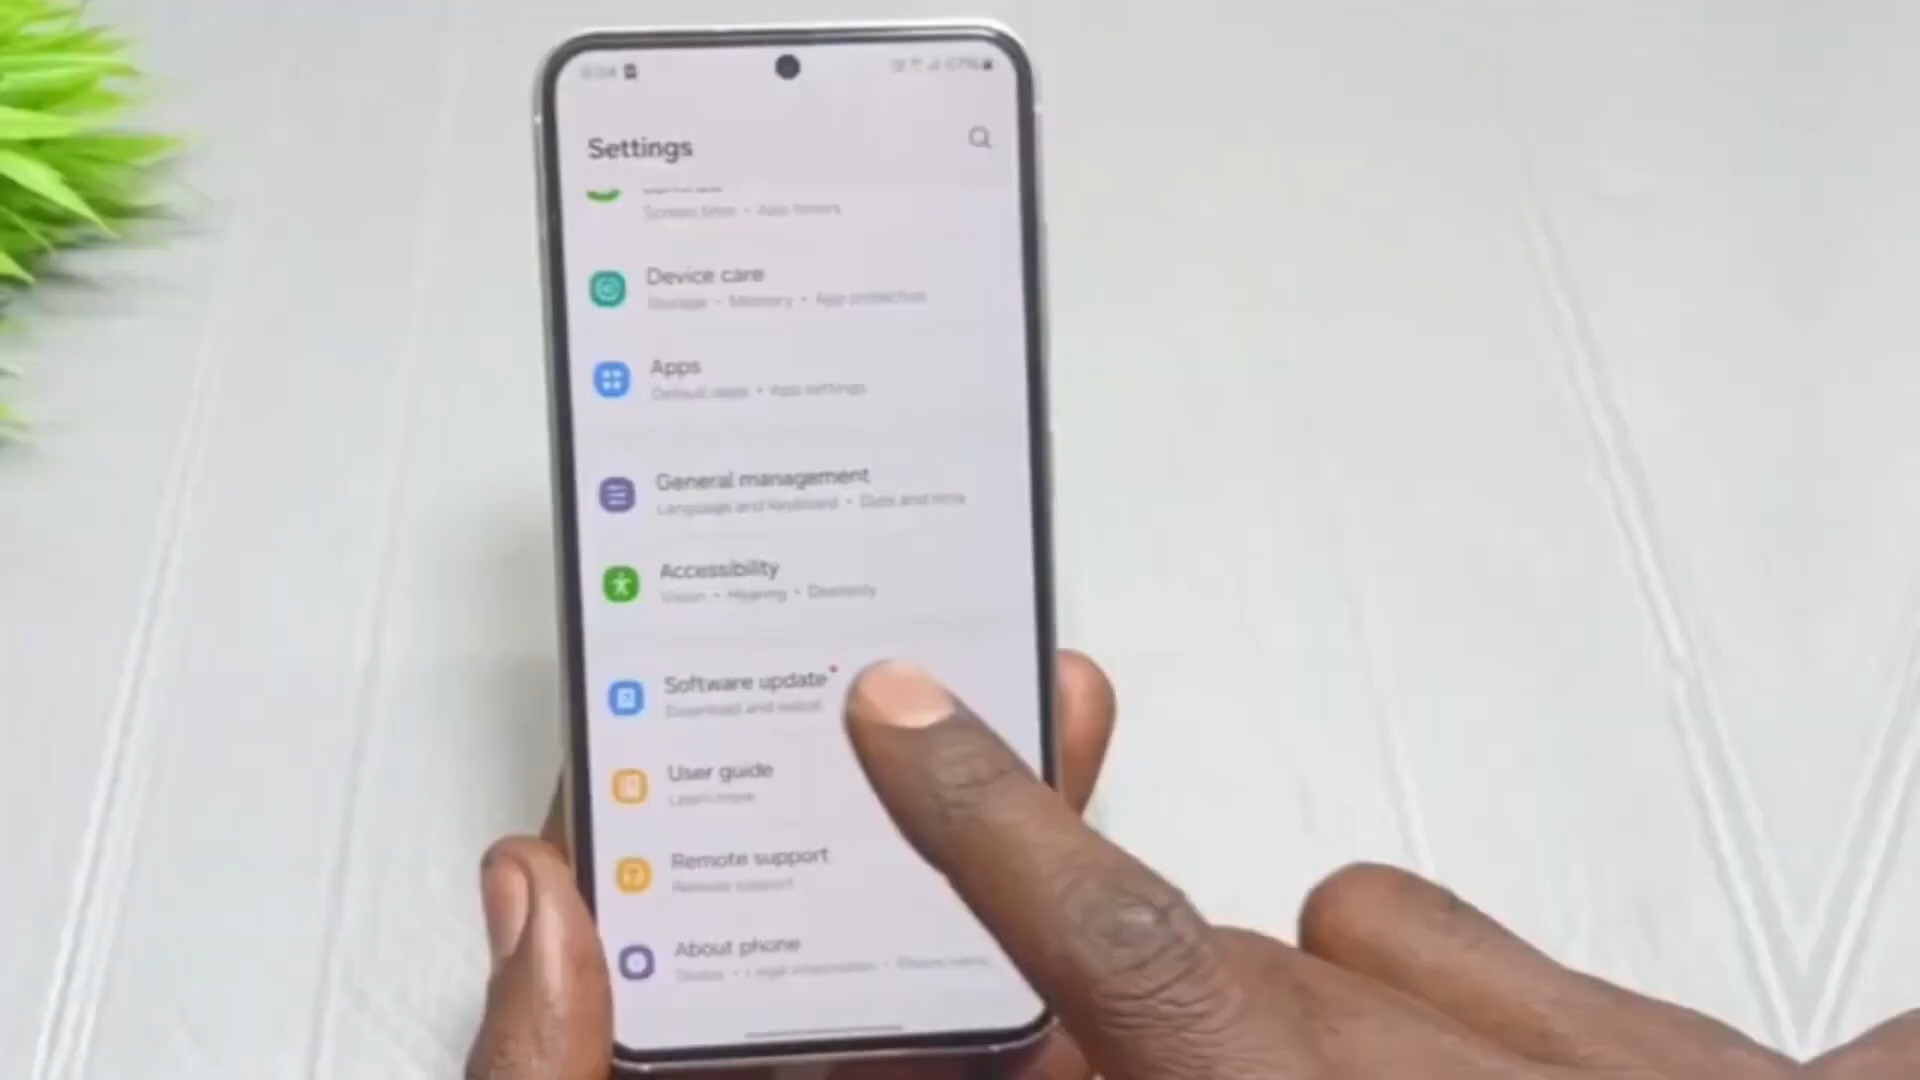 67%
Settings
Screen time • App timers
Device care
Storage • Memory • App protection
Apps
Default apps • App settings
General management
Language and keyboard • Date and time
Accessibility
Vision • Hearing • Dexterity
Software update
Download and install
User guide
Learn more
Remote support
Remote support
About phone
Status • Legal information • Phone name